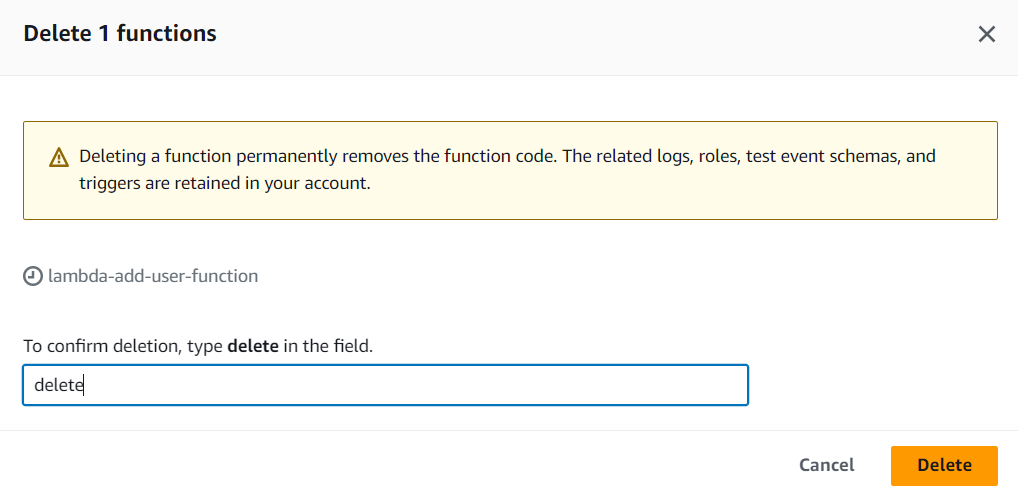 Delete 1 functions
Deleting a function permanently removes the function code. The related logs, roles, test event schemas, and
triggers are retained in your account.
lambda-add-user-function
To confirm deletion, type delete in the field.
delete
Cancel
Delete